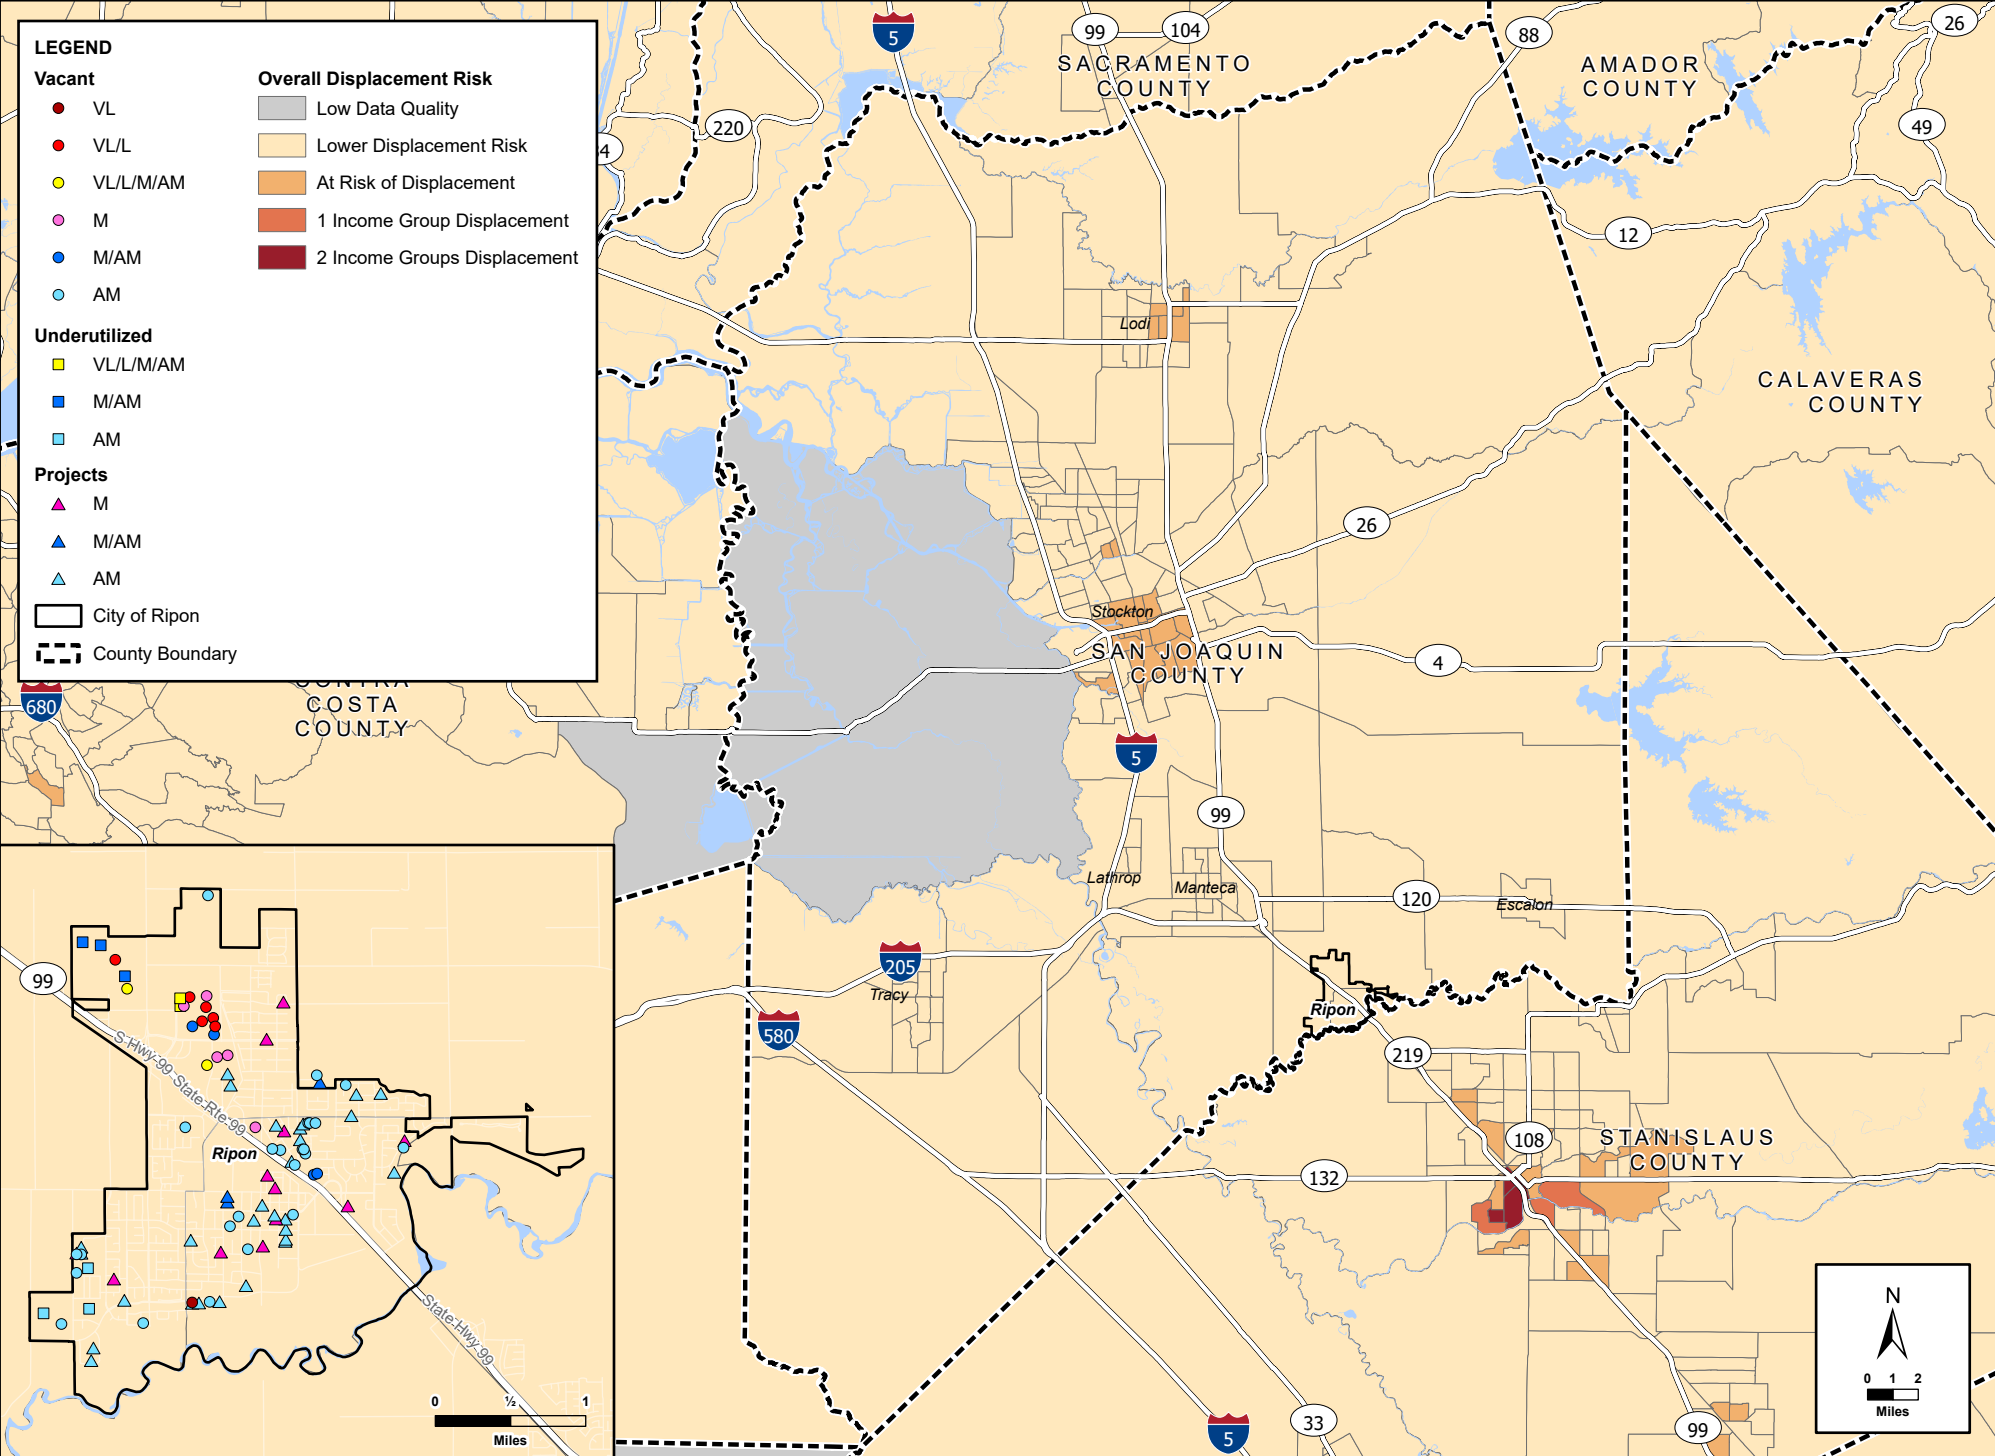 LEGEND
Vacant
VL
VL/L
VL/L/M/AM
M
M/AM
AM
Underutilized
VL/L/M/AM
M/AM
AM
Projects
M
M/AM
AM
City of Ripon
County Boundary
Overall Displacement Risk
Low Data Quality
Lower Displacement Risk
At Risk of Displacement
1 Income Group Displacement
2 Income Groups Displacement
5
99
104
88
26
SACRAMENTO
COUNTY
AMADOR
COUNTY
220
49
12
Lodi
CALAVERAS
COUNTY
26
Stockton
SAN JOAQUIN
COUNTY
4
680
COSTA
COUNTY
5
99
Lathrop
Manteca
120
Escalon
205
Tracy
580
Ripon
219
108
STANISLAUS
COUNTY
132
33
5
99
99
S Hwy 99
State Rte 99
Ripon
State Hwy 99
0 ½ 1
Miles
N
0 1 2
Miles